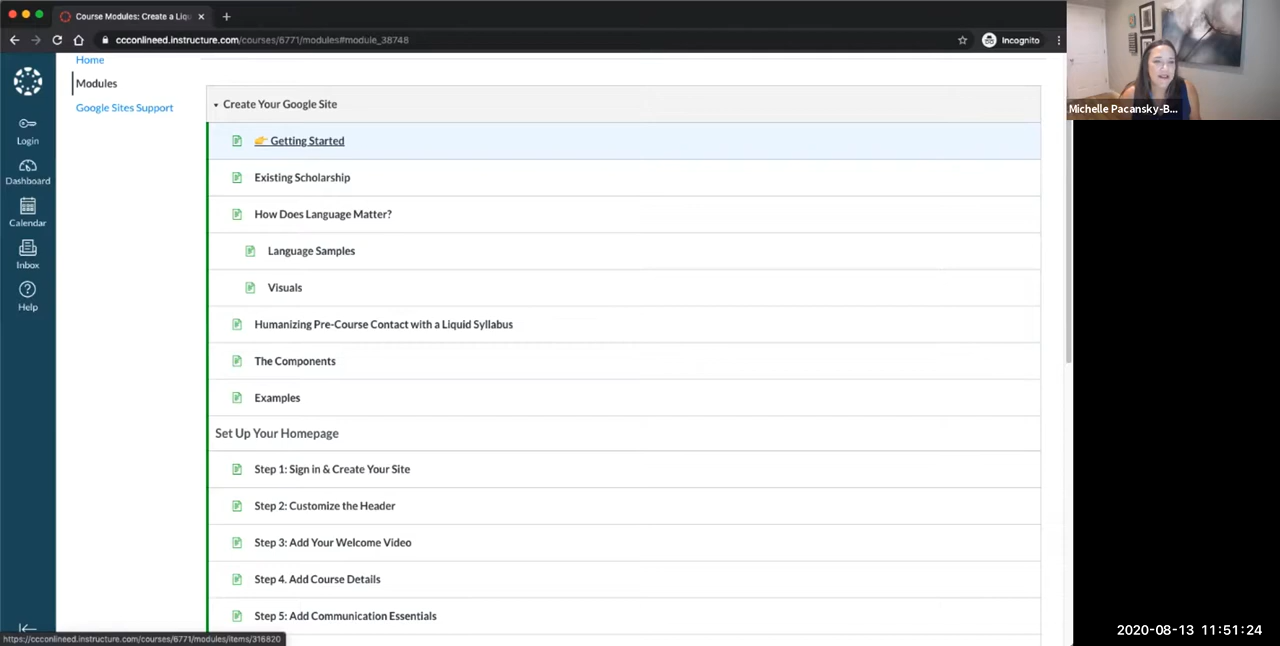 Course Modules: Create a Liqu
ccconlineed.instructure.com/courses/6771/modules#module_38748
Incognito
Michelle Pacansky-B...
Home
Modules
Google Sites Support
Login
Dashboard
Calendar
Inbox
Help
Create Your Google Site
Getting Started
Existing Scholarship
How Does Language Matter?
Language Samples
Visuals
Humanizing Pre-Course Contact with a Liquid Syllabus
The Components
Examples
Set Up Your Homepage
Step 1: Sign in & Create Your Site
Step 2: Customize the Header
Step 3: Add Your Welcome Video
Step 4. Add Course Details
Step 5: Add Communication Essentials
https://ccconlineed.instructure.com/courses/6771/modules/items/316820
2020-08-13 11:51:24